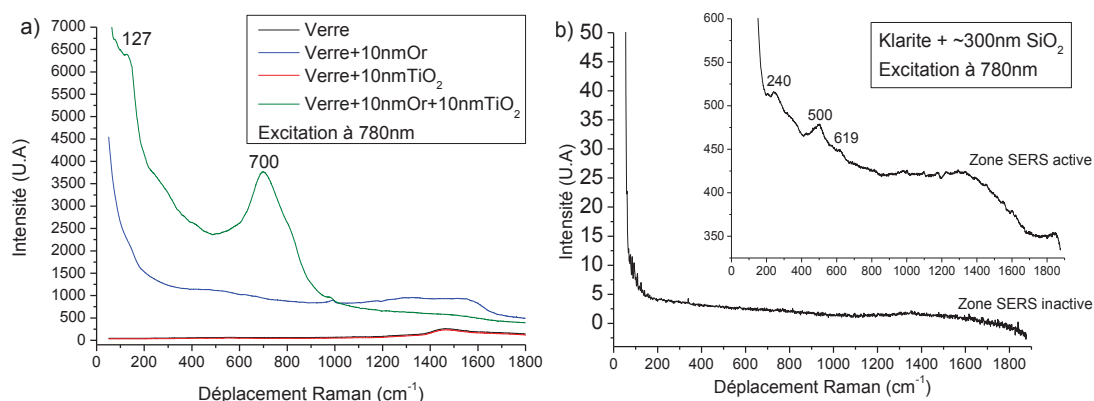 a)
7000
6500
6000
5500
5000
4500
4000
3500
3000
2500
2000
1500
1000
500
0
Intensité (U.A)
127
700
Verre
Verre+10nmOr
Verre+10nmTiO₂
Verre+10nmOr+10nmTiO₂
Excitation à 780nm
0 200 400 600 800 1000 1200 1400 1600 1800
Déplacement Raman (cm⁻¹)
b)
50
45
40
35
30
25
20
15
10
5
0
Intensité (U.A)
600
550
500
450
400
350
240
500
619
Klarite + ~300nm SiO₂
Excitation à 780nm
Zone SERS active
0 200 400 600 800 1000 1200 1400 1600 1800
Zone SERS inactive
0 200 400 600 800 1000 1200 1400 1600 1800
Déplacement Raman (cm⁻¹)